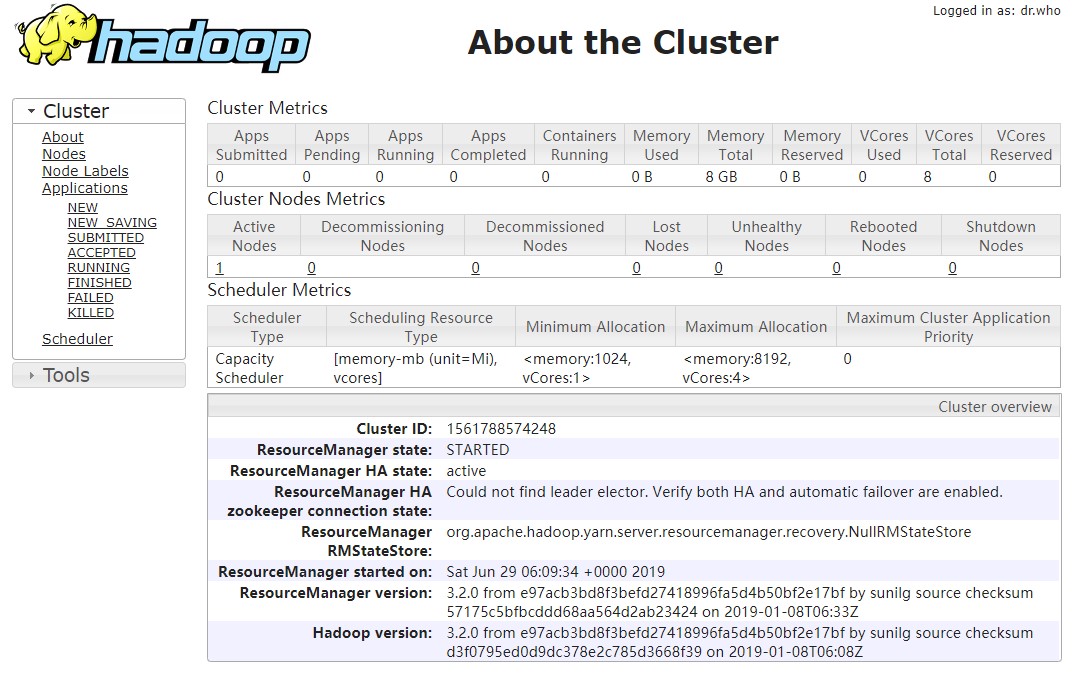 Logged in as: dr.who
hadoop
About the Cluster
Cluster
About
Nodes
Node Labels
Applications
NEW
NEW_SAVING
SUBMITTED
ACCEPTED
RUNNING
FINISHED
FAILED
KILLED
Scheduler
Tools
Cluster Metrics
Apps Submitted Apps Pending Apps Running Apps Completed Containers Running Memory Used Memory Total Memory Reserved VCores Used VCores Total VCores Reserved
0 0 0 0 0 0 B 8 GB 0 B 0 8 0
Cluster Nodes Metrics
Active Nodes Decommissioning Nodes Decommissioned Nodes Lost Nodes Unhealthy Nodes Rebooted Nodes Shutdown Nodes
1 0 0 0 0 0 0
Scheduler Metrics
Scheduler Type Scheduling Resource Type Minimum Allocation Maximum Allocation Maximum Cluster Application Priority
Capacity Scheduler [memory-mb (unit=Mi), vcores] <memory:1024, vCores:1> <memory:8192, vCores:4> 0
Cluster overview
Cluster ID: 1561788574248
ResourceManager state: STARTED
ResourceManager HA state: active
ResourceManager HA zookeeper connection state: Could not find leader elector. Verify both HA and automatic failover are enabled.
ResourceManager RMStateStore: org.apache.hadoop.yarn.server.resourcemanager.recovery.NullRMStateStore
ResourceManager started on: Sat Jun 29 06:09:34 +0000 2019
ResourceManager version: 3.2.0 from e97acb3bd8f3befd27418996fa5d4b50bf2e17bf by sunilg source checksum
57175c5bfbcddd68aa564d2ab23424 on 2019-01-08T06:33Z
Hadoop version: 3.2.0 from e97acb3bd8f3befd27418996fa5d4b50bf2e17bf by sunilg source checksum
d3f0795ed0d9dc378e2c785d3668f39 on 2019-01-08T06:08Z